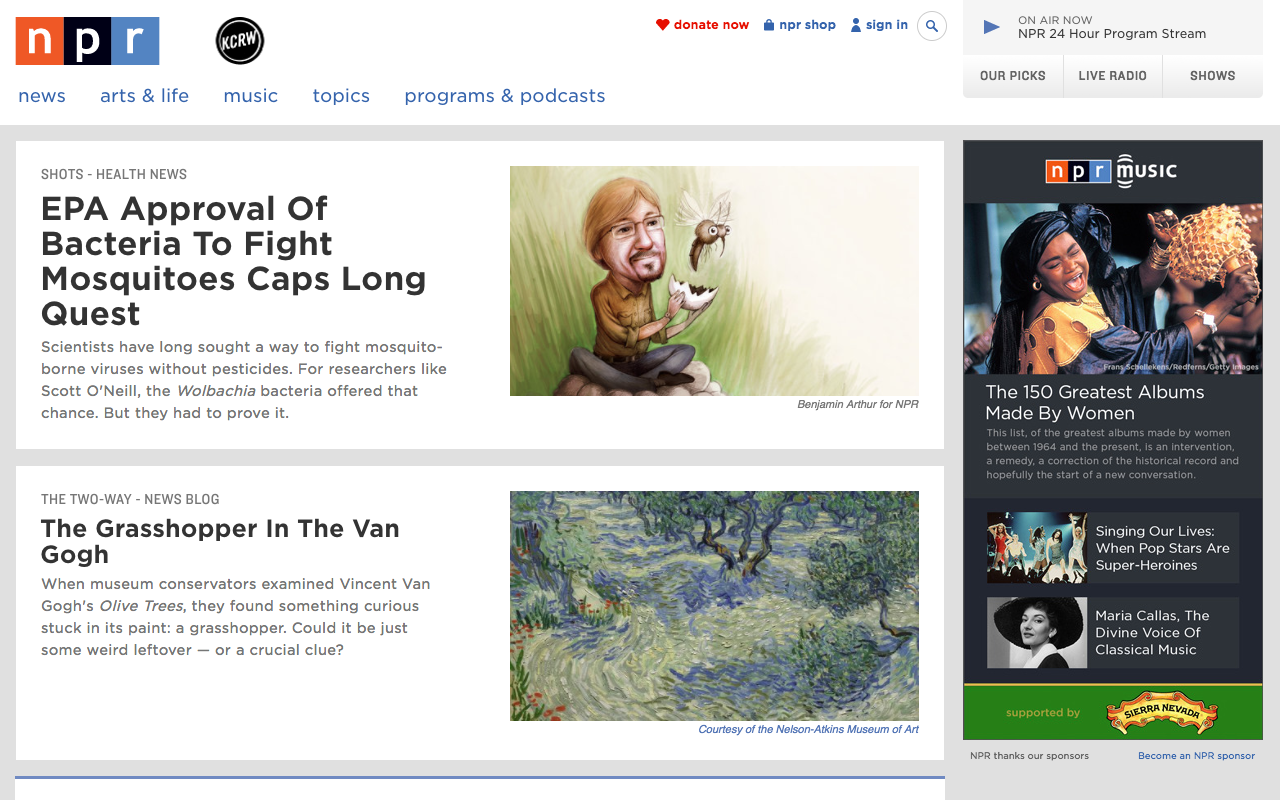 npr
KCRW
donate now
npr shop
sign in
news
arts & life
music
topics
programs & podcasts
ON AIR NOW
NPR 24 Hour Program Stream
OUR PICKS
LIVE RADIO
SHOWS
SHOTS - HEALTH NEWS
EPA Approval Of
Bacteria To Fight
Mosquitoes Caps Long
Quest
Scientists have long sought a way to fight mosquito-
borne viruses without pesticides. For researchers like
Scott O'Neill, the Wolbachia bacteria offered that
chance. But they had to prove it.
Benjamin Arthur for NPR
THE TWO-WAY - NEWS BLOG
The Grasshopper In The Van
Gogh
When museum conservators examined Vincent Van
Gogh's Olive Trees, they found something curious
stuck in its paint: a grasshopper. Could it be just
some weird leftover — or a crucial clue?
Courtesy of the Nelson-Atkins Museum of Art
npr music
Frans Schellekens/Redferns/Getty Images
The 150 Greatest Albums
Made By Women
This list, of the greatest albums made by women
between 1964 and the present, is an intervention,
a remedy, a correction of the historical record and
hopefully the start of a new conversation.
Singing Our Lives:
When Pop Stars Are
Super-Heroines
Maria Callas, The
Divine Voice Of
Classical Music
supported by
SIERRA NEVADA
NPR thanks our sponsors
Become an NPR sponsor